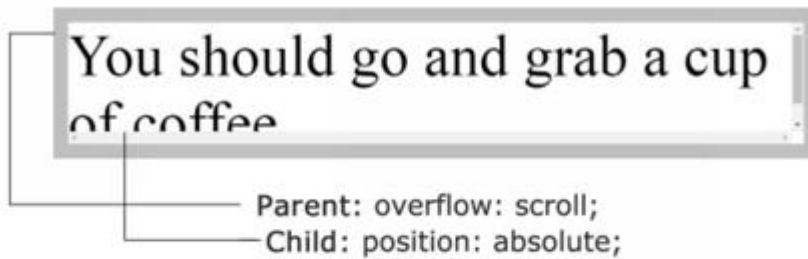 You should go and grab a cup
of coffee
Parent: overflow: scroll;
Child: position: absolute;